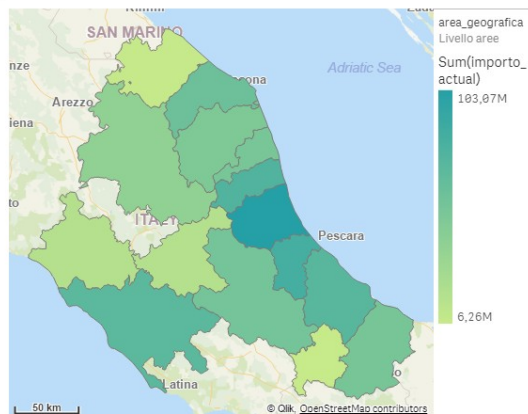 SAN MARINO
Arezzo
Adriatic Sea
ITALY
Pescara
Latina
50 km
© Qlik, OpenStreetMap contributors
area_geografica
Livello aree
Sum(importo_
actual)
103,07M
6,26M